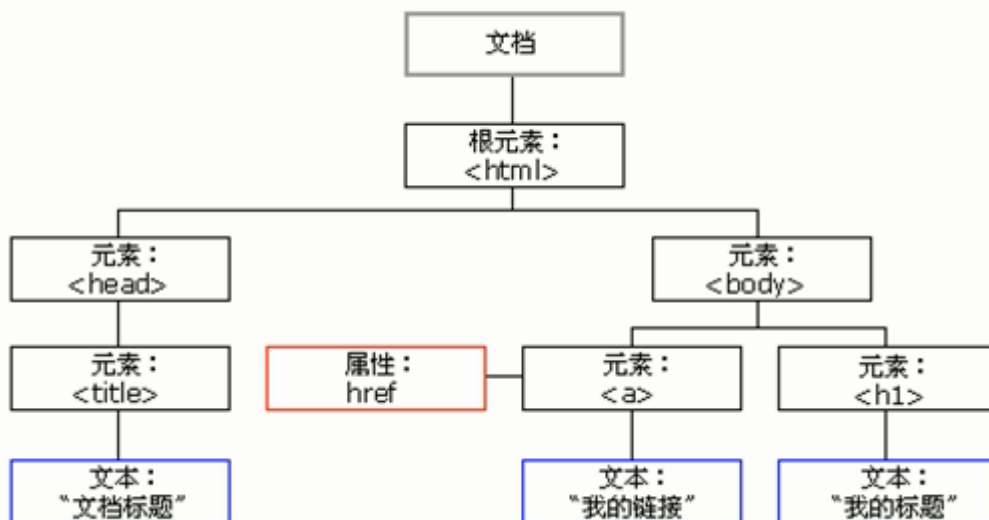 文档
根元素：
<html>
元素：
<head>
元素：
<body>
元素：
<title>
属性：
href
元素：
<a>
元素：
<h1>
文本：
“文档标题”
文本：
“我的链接”
文本：
“我的标题”